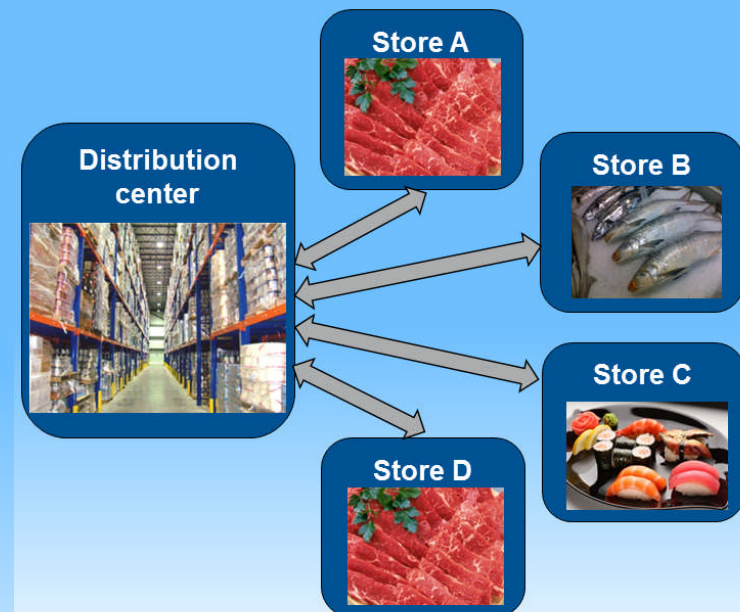 Store A
Distribution
center
Store B
Store C
Store D